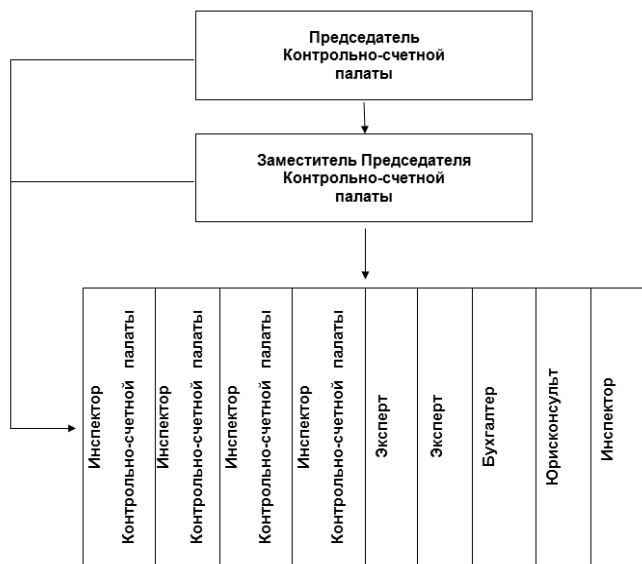 Председатель
Контрольно-счетной
палаты
Заместитель Председателя
Контрольно-счетной
палаты
Инспектор
Контрольно-счетной палаты
Инспектор
Контрольно-счетной палаты
Инспектор
Контрольно-счетной палаты
Инспектор
Контрольно-счетной палаты
Эксперт
Эксперт
Бухгалтер
Юрисконсульт
Инспектор